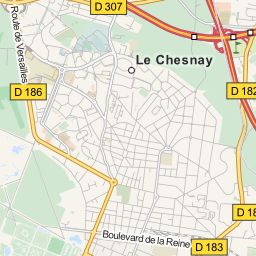 D 307
Route de Versailles
Le Chesnay
D 186
D 182
D 18
Boulevard de la Reine
D 183